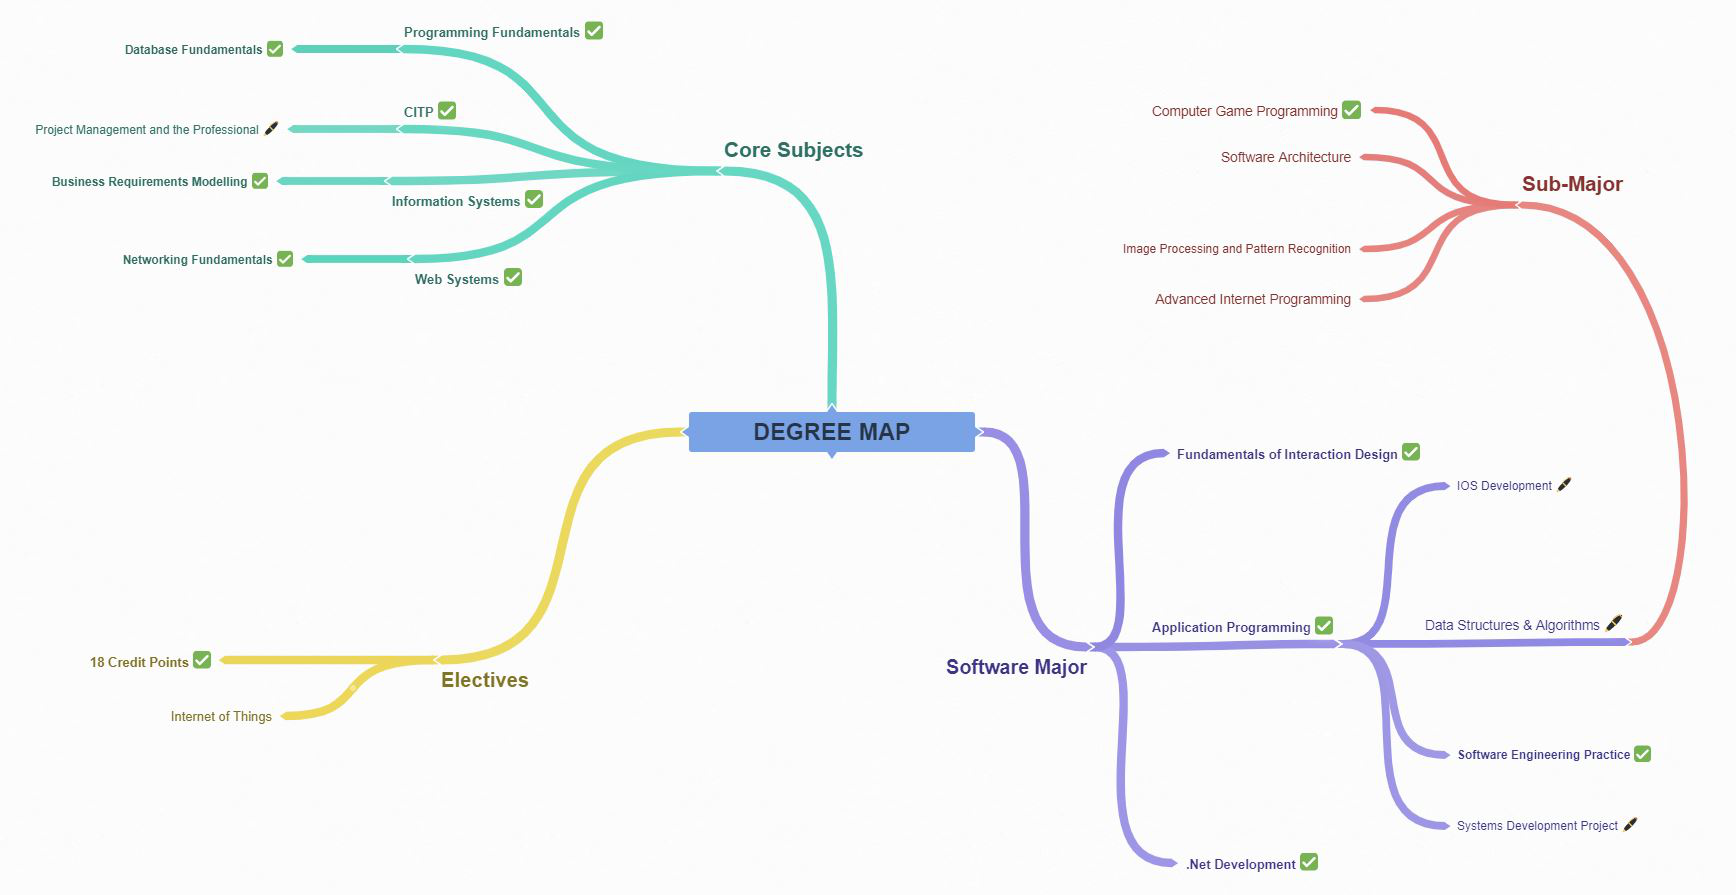 Programming Fundamentals
Database Fundamentals
CITP
Project Management and the Professional
Business Requirements Modelling
Information Systems
Networking Fundamentals
Web Systems
Core Subjects
Computer Game Programming
Software Architecture
Sub-Major
Image Processing and Pattern Recognition
Advanced Internet Programming
DEGREE MAP
Fundamentals of Interaction Design
IOS Development
Application Programming
Data Structures & Algorithms
Software Major
Software Engineering Practice
Systems Development Project
.Net Development
18 Credit Points
Electives
Internet of Things